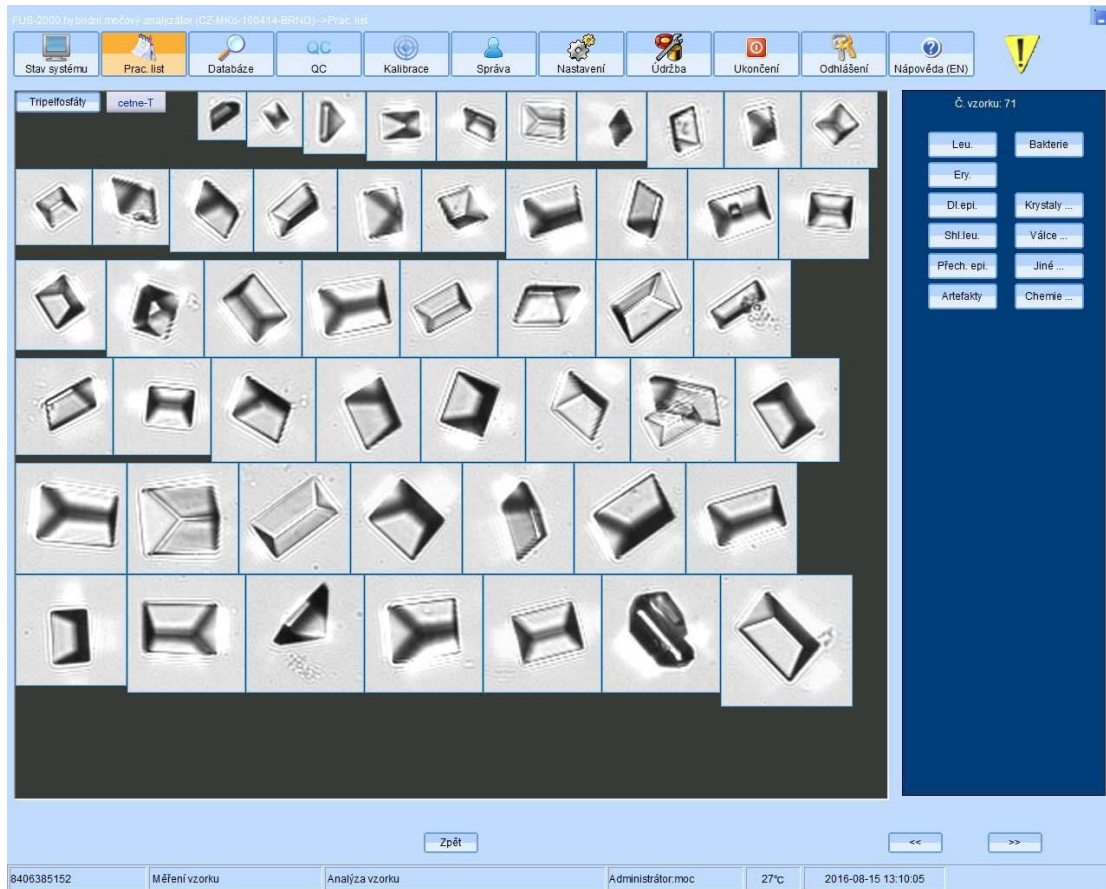 FUS-2000 hybridní močový analyzátor (CZ-MKb-160414-BRNO)->Prac. list
Stav systému
Prac. list
Databáze
QC
QC
Kalibrace
Správa
Nastavení
Údržba
Ukončení
Odhlášení
Nápověda (EN)
Tripelfosfáty
cetne-T
Č. vzorku: 71
Leu.
Bakterie
Ery.
Dl.epi.
Krystaly ...
Shl.leu.
Válce ...
Přech. epi.
Jiné ...
Artefakty
Chemie ...
Zpět
<<
>>
8406385152
Měření vzorku
Analýza vzorku
Administrátor:moc
27℃
2016-08-15 13:10:05